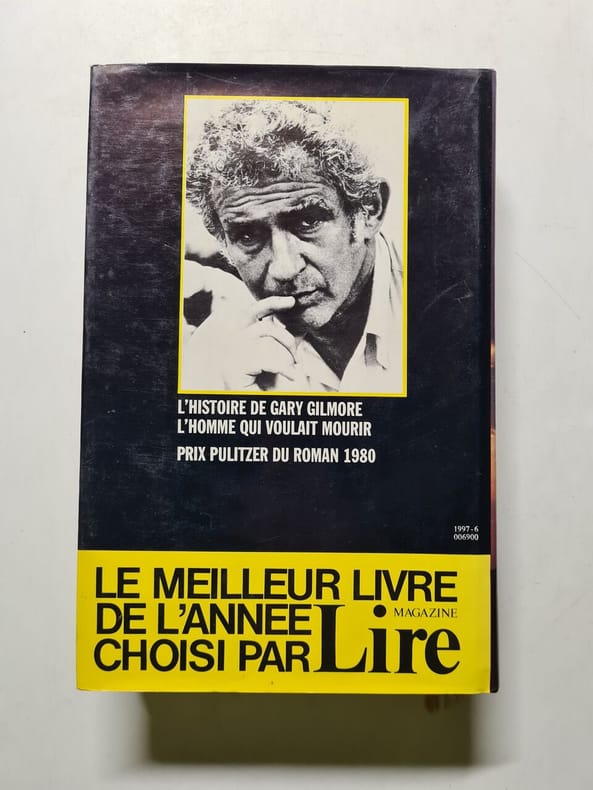 L'HISTOIRE DE GARY GILMORE
L'HOMME QUI VOULAIT MOURIR
PRIX PULITZER DU ROMAN 1980
1997-6
006900
LE MEILLEUR LIVRE
DE L'ANNEE
CHOISI PAR
MAGAZINE
Lire